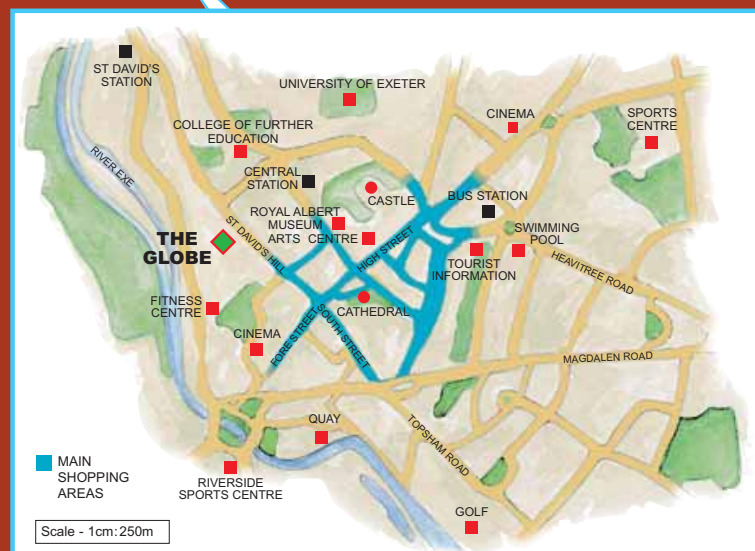 ST DAVID'S
STATION
UNIVERSITY OF EXETER
CINEMA
SPORTS
CENTRE
COLLEGE OF FURTHER
EDUCATION
RIVER EXE
CENTRAL
STATION
CASTLE
BUS STATION
ROYAL ALBERT
MUSEUM
ARTS CENTRE
ST DAVID'S HILL
HIGH STREET
THE
GLOBE
SWIMMING
POOL
TOURIST
INFORMATION
HEAVITREE ROAD
FITNESS
CENTRE
CATHEDRAL
CINEMA
FORE STREET
SOUTH STREET
MAGDALEN ROAD
QUAY
TOPSHAM ROAD
MAIN
SHOPPING
AREAS
RIVERSIDE
SPORTS CENTRE
GOLF
Scale - 1cm:250m